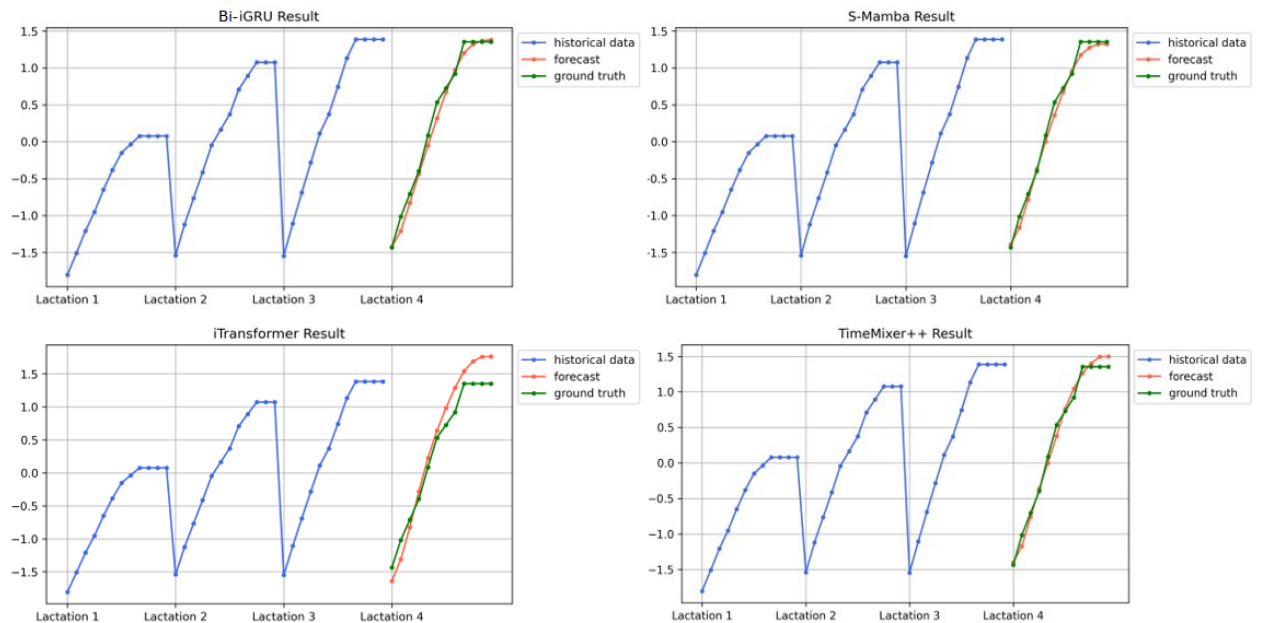 Bi-iGRU Result
1.5
1.0
0.5
0.0
−0.5
−1.0
−1.5
Lactation 1 Lactation 2 Lactation 3 Lactation 4
historical data
forecast
ground truth
S-Mamba Result
1.5
1.0
0.5
0.0
·0.5
·1.0
·1.5
Lactation 1 Lactation 2 Lactation 3 Lactation 4
historical data
forecast
ground truth
iTransformer Result
1.5
1.0
0.5
0.0
−0.5
−1.0
−1.5
Lactation 1 Lactation 2 Lactation 3 Lactation 4
historical data
forecast
ground truth
TimeMixer++ Result
1.5
1.0
0.5
0.0
−0.5
−1.0
−1.5
Lactation 1 Lactation 2 Lactation 3 Lactation 4
historical data
forecast
ground truth